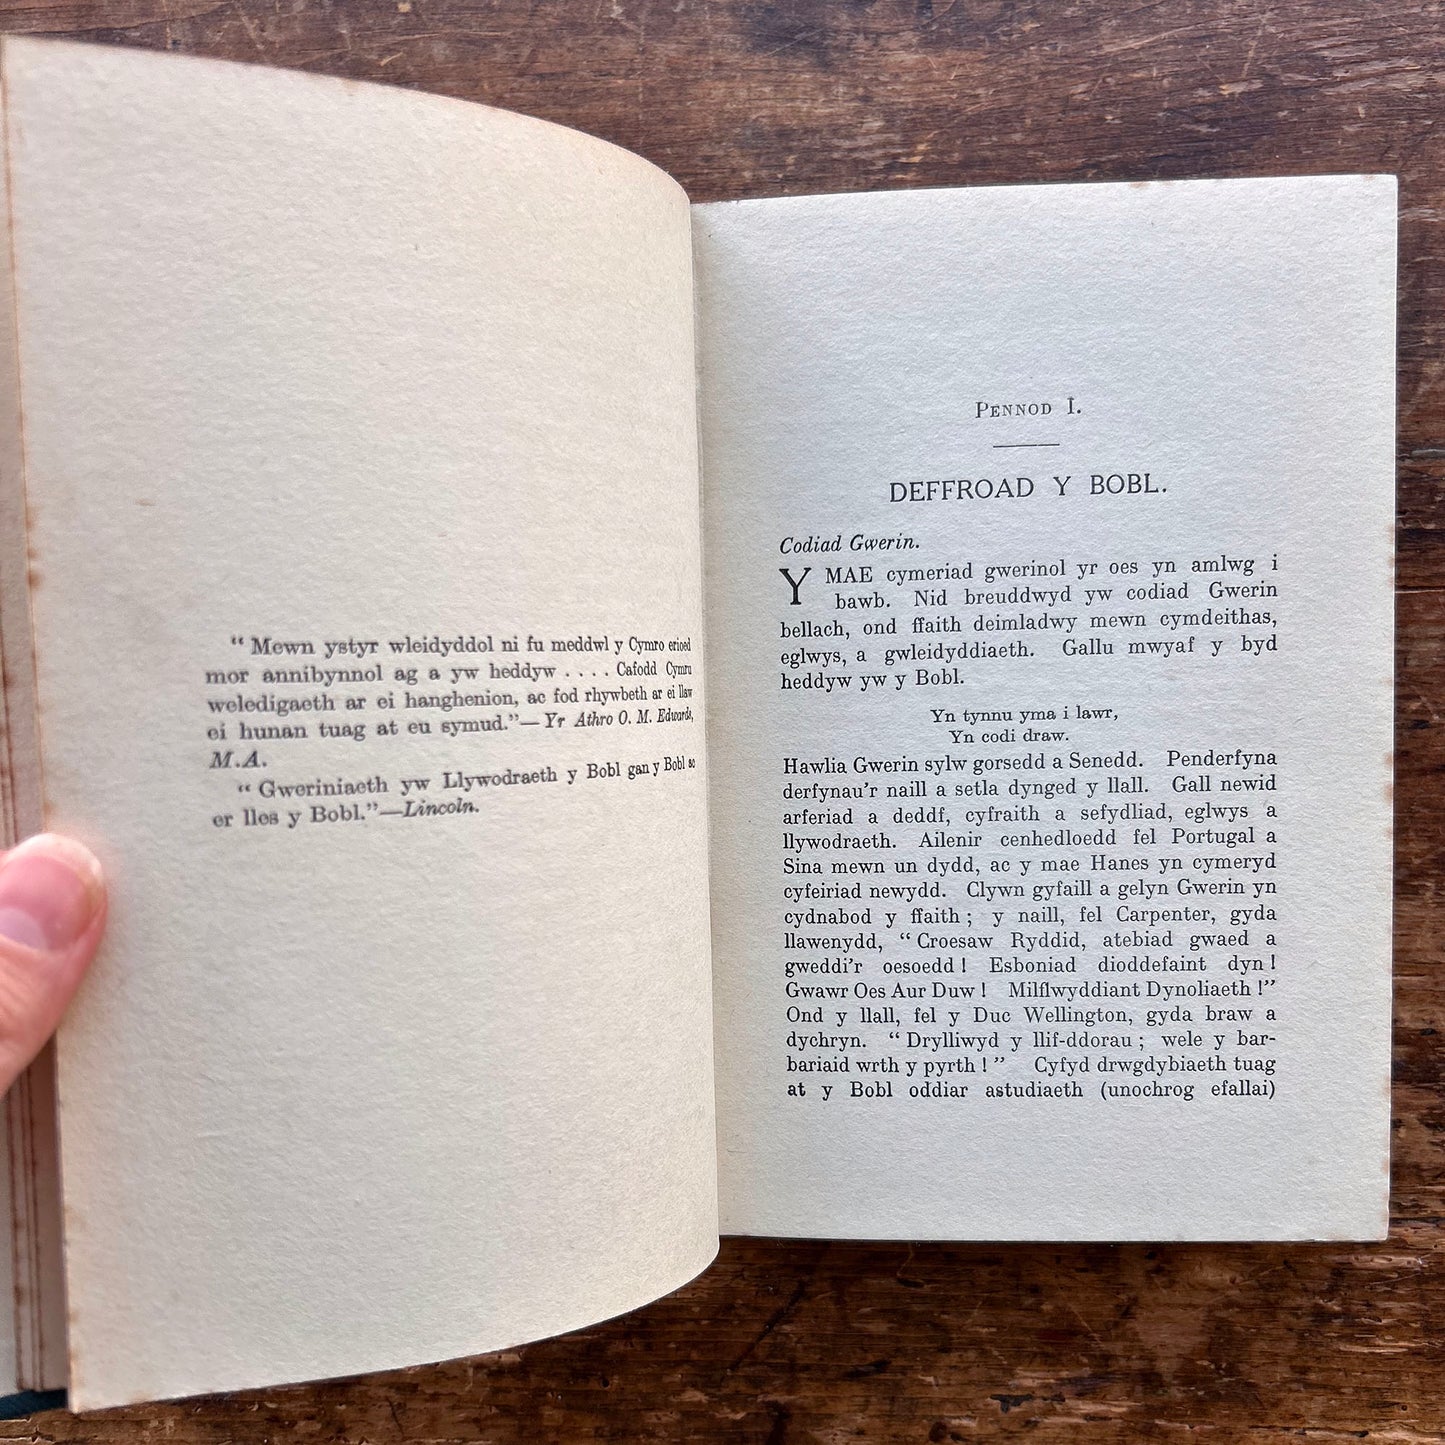 “ Mewn ystyr wleidyddol ni fu meddwl y Cymro erioed
mor annibynnol ag a yw heddyw . . . . Cafodd Cymru
weledigaeth ar ei hanghenion, ac fod rhywbeth ar ei llaw
ei hunan tuag at eu symud.”—Yr Athro O. M. Edwards,
M.A.
“ Gweriniaeth yw Llywodraeth y Bobl gan y Bobl ac
er lles y Bobl.”—Lincoln.
Pennod I.
DEFFROAD Y BOBL.
Codiad Gwerin.
Y MAE cymeriad gwerinol yr oes yn amlwg i
bawb. Nid breuddwyd yw codiad Gwerin
bellach, ond ffaith deimladwy mewn cymdeithas,
eglwys, a gwleidyddiaeth. Gallu mwyaf y byd
heddyw yw y Bobl.
Yn tynnu yma i lawr,
Yn codi draw.
Hawlia Gwerin sylw gorsedd a Senedd. Penderfyna
derfynau’r naill a setla dynged y llall. Gall newid
arferiad a deddf, cyfraith a sefydliad, eglwys a
llywodraeth. Ailenir cenhedloedd fel Portugal a
Sina mewn un dydd, ac y mae Hanes yn cymeryd
cyfeiriad newydd. Clywn gyfaill a gelyn Gwerin yn
cydnabod y ffaith ; y naill, fel Carpenter, gyda
llawenydd, “ Croesaw Ryddid, atebiad gwaed a
gweddi’r oesoedd ! Esboniad dioddefaint dyn !
Gwawr Oes Aur Duw ! Milflwyddiant Dynoliaeth !”
Ond y llall, fel y Duc Wellington, gyda braw a
dychryn. “ Drylliwyd y llif-ddorau ; wele y bar-
bariaid wrth y pyrth ! ” Cyfyd drwgdybiaeth tuag
at y Bobl oddiar astudiaeth (unochrog efallai)